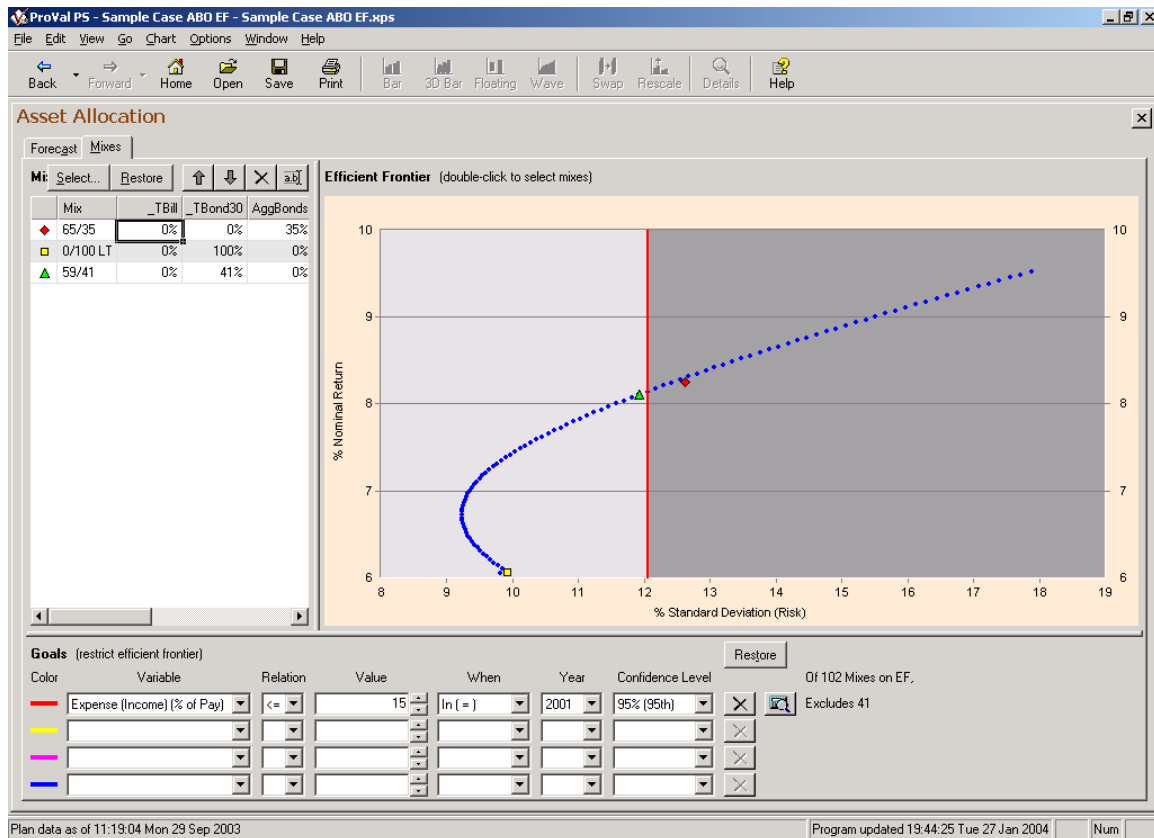 ProVal PS - Sample Case ABO EF - Sample Case ABO EF.xps
File Edit View Go Chart Options Window Help
Back Forward Home Open Save Print Bar 3D Bar Floating Wave Swap Rescale Details Help
Asset Allocation
Forecast Mixes
Mi: Select... Restore a.b
Mix _TBill _TBond30 AggBonds
65/35 0% 0% 35%
0/100 LT 0% 100% 0%
59/41 0% 41% 0%
Efficient Frontier (double-click to select mixes)
10 10
9 9
8 8
7 7
6 6
% Nominal Return
8 9 10 11 12 13 14 15 16 17 18 19
% Standard Deviation (Risk)
Goals (restrict efficient frontier) Restore
Color Variable Relation Value When Year Confidence Level Of 102 Mixes on EF,
Expense (Income) (% of Pay) <= 15 In ( = ) 2001 95% (95th) Excludes 41
Plan data as of 11:19:04 Mon 29 Sep 2003 Program updated 19:44:25 Tue 27 Jan 2004 Num